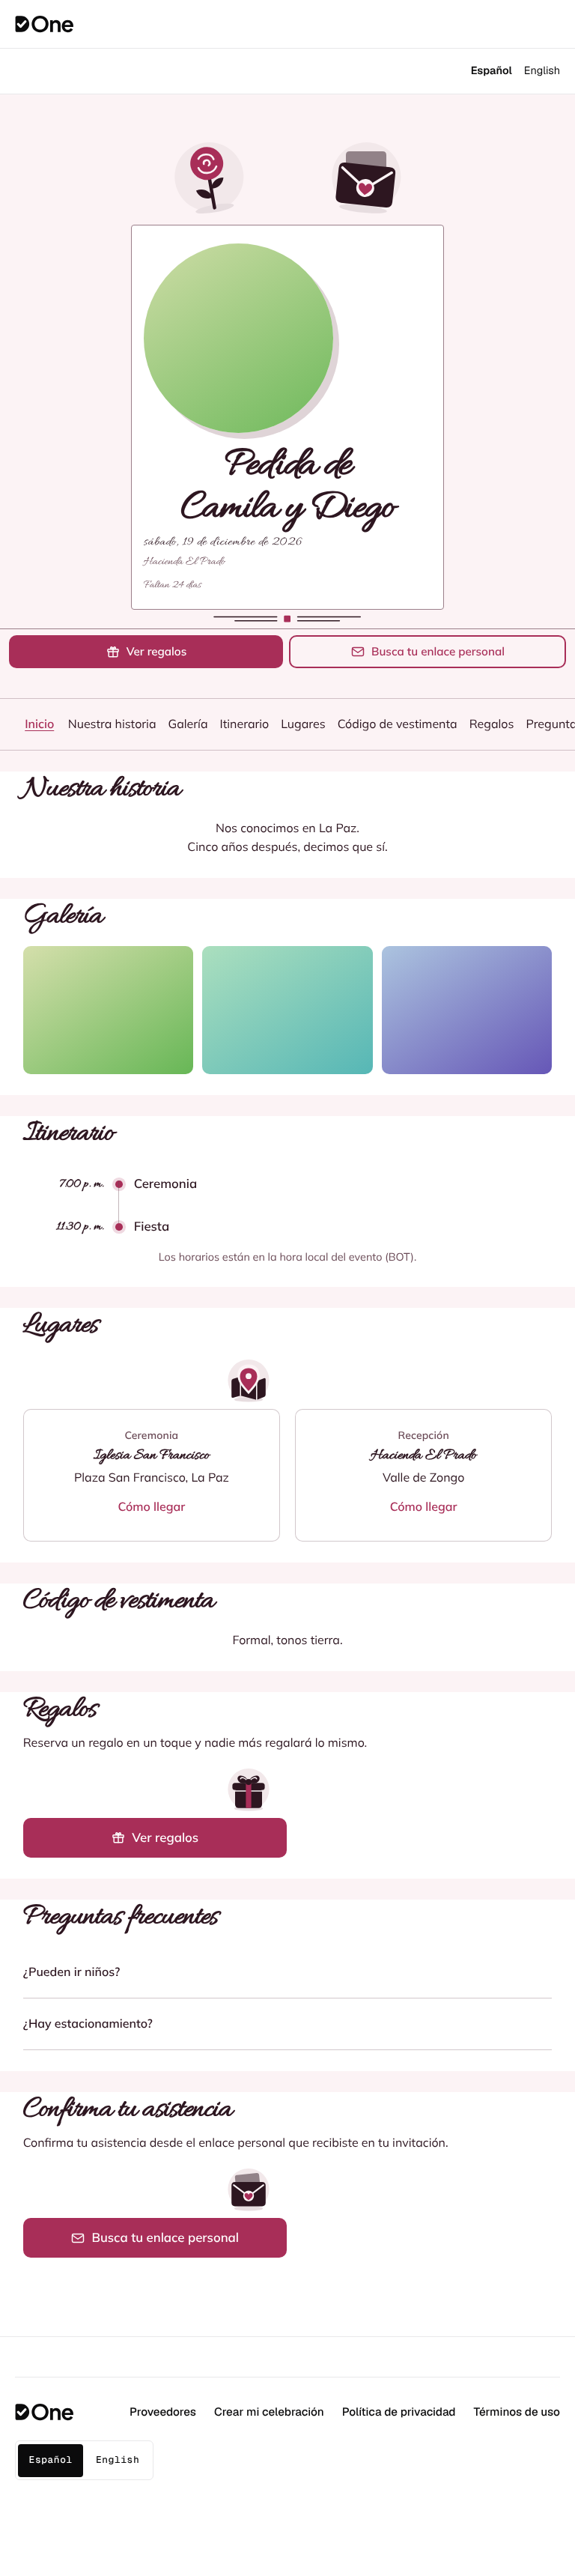 One
Español English
Pedida de
Camila y Diego
sábado, 19 de diciembre de 2026
Hacienda El Prado
Faltan 24 días
Ver regalos
Busca tu enlace personal
Inicio Nuestra historia Galería Itinerario Lugares Código de vestimenta Regalos Pregunta
Nuestra historia
Nos conocimos en La Paz.
Cinco años después, decimos que sí.
Galería
Itinerario
7:00 p. m. Ceremonia
11:30 p. m. Fiesta
Los horarios están en la hora local del evento (BOT).
Lugares
Ceremonia
Iglesia San Francisco
Plaza San Francisco, La Paz
Cómo llegar
Recepción
Hacienda El Prado
Valle de Zongo
Cómo llegar
Código de vestimenta
Formal, tonos tierra.
Regalos
Reserva un regalo en un toque y nadie más regalará lo mismo.
Ver regalos
Preguntas frecuentes
¿Pueden ir niños?
¿Hay estacionamiento?
Confirma tu asistencia
Confirma tu asistencia desde el enlace personal que recibiste en tu invitación.
Busca tu enlace personal
One
Proveedores Crear mi celebración Política de privacidad Términos de uso
Español English